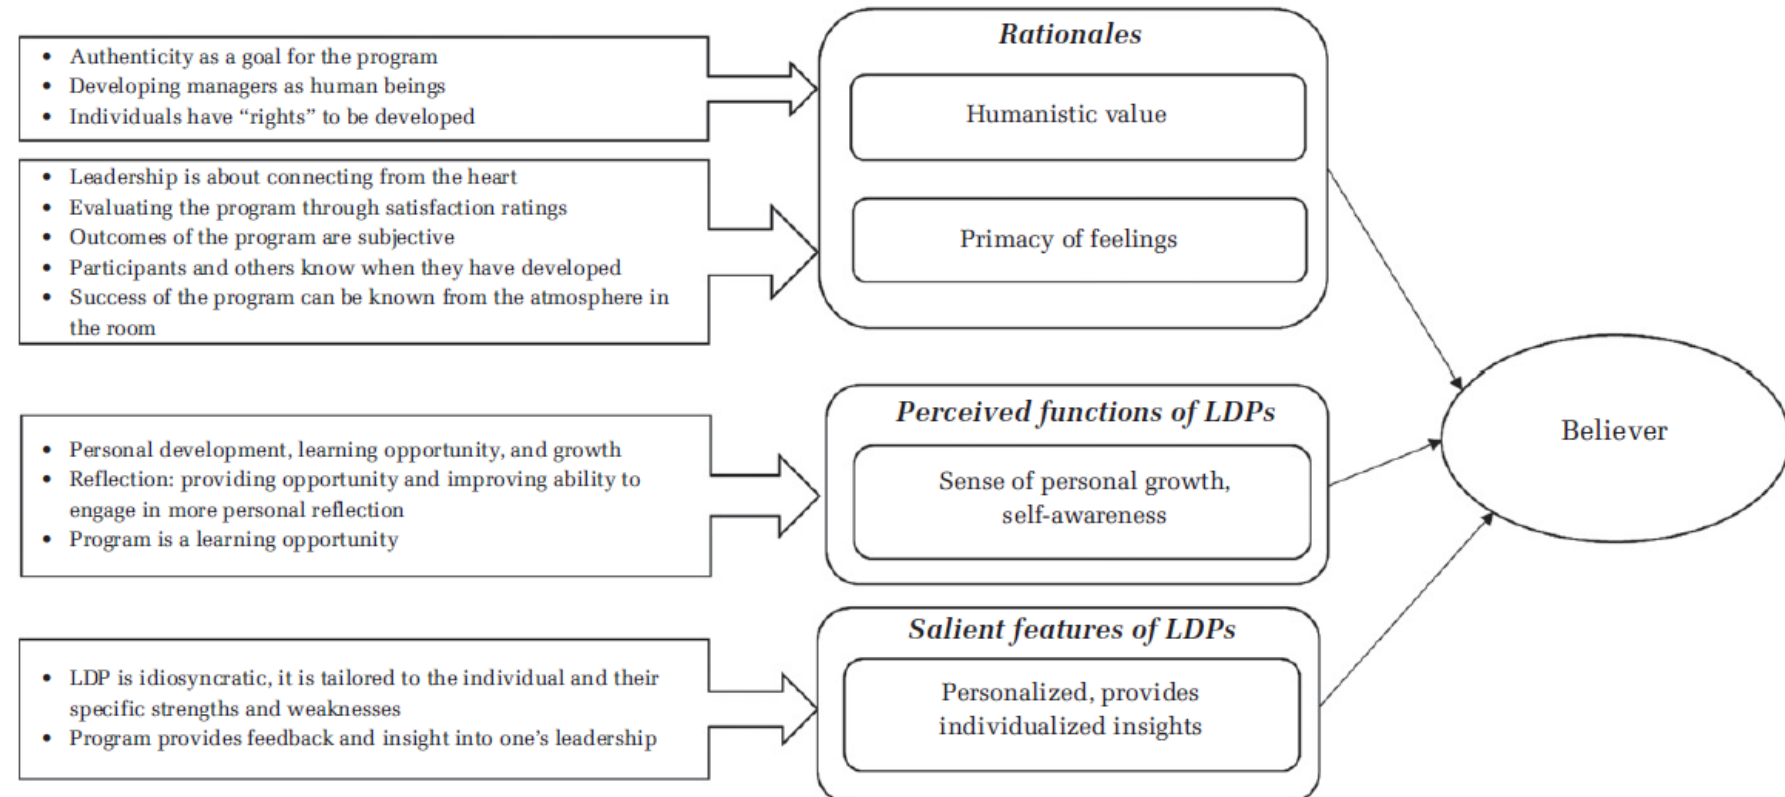 • Authenticity as a goal for the program
• Developing managers as human beings
• Individuals have “rights” to be developed
Rationales
Humanistic value
• Leadership is about connecting from the heart
• Evaluating the program through satisfaction ratings
• Outcomes of the program are subjective
• Participants and others know when they have developed
• Success of the program can be known from the atmosphere in
the room
Primacy of feelings
• Personal development, learning opportunity, and growth
• Reflection: providing opportunity and improving ability to
engage in more personal reflection
• Program is a learning opportunity
Perceived functions of LDPs
Sense of personal growth,
self-awareness
• LDP is idiosyncratic, it is tailored to the individual and their
specific strengths and weaknesses
• Program provides feedback and insight into one’s leadership
Salient features of LDPs
Personalized, provides
individualized insights
Believer